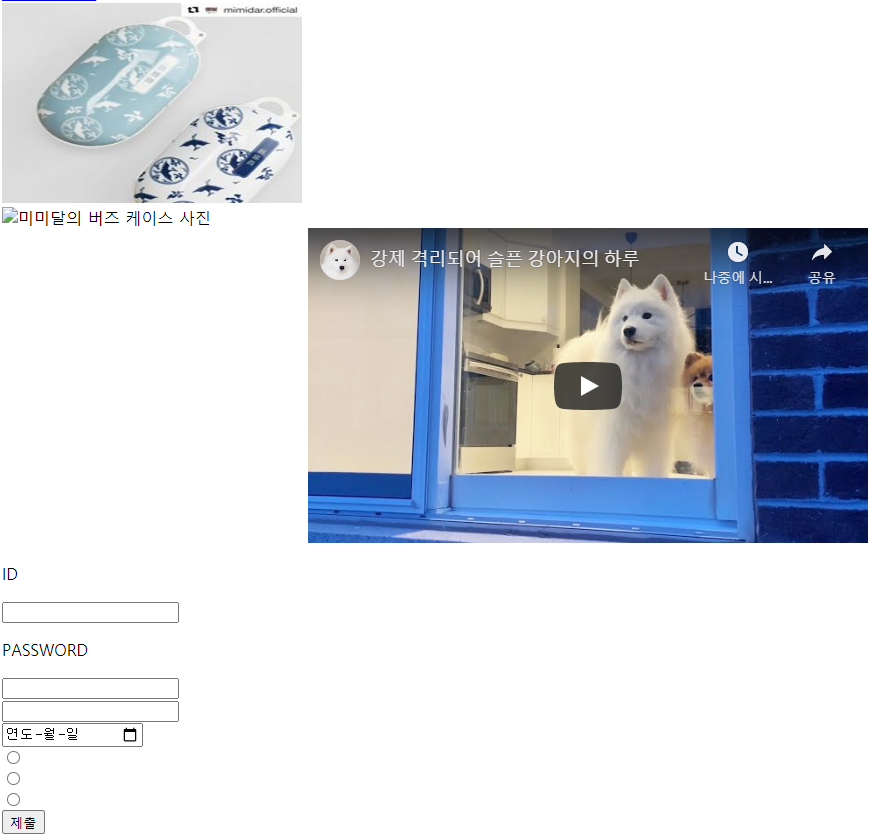 mimidar.official
미미달의 버즈 케이스 사진
강제 격리되어 슬픈 강아지의 하루
나중에 시...
공유
ID
PASSWORD
연도-월-일
제출